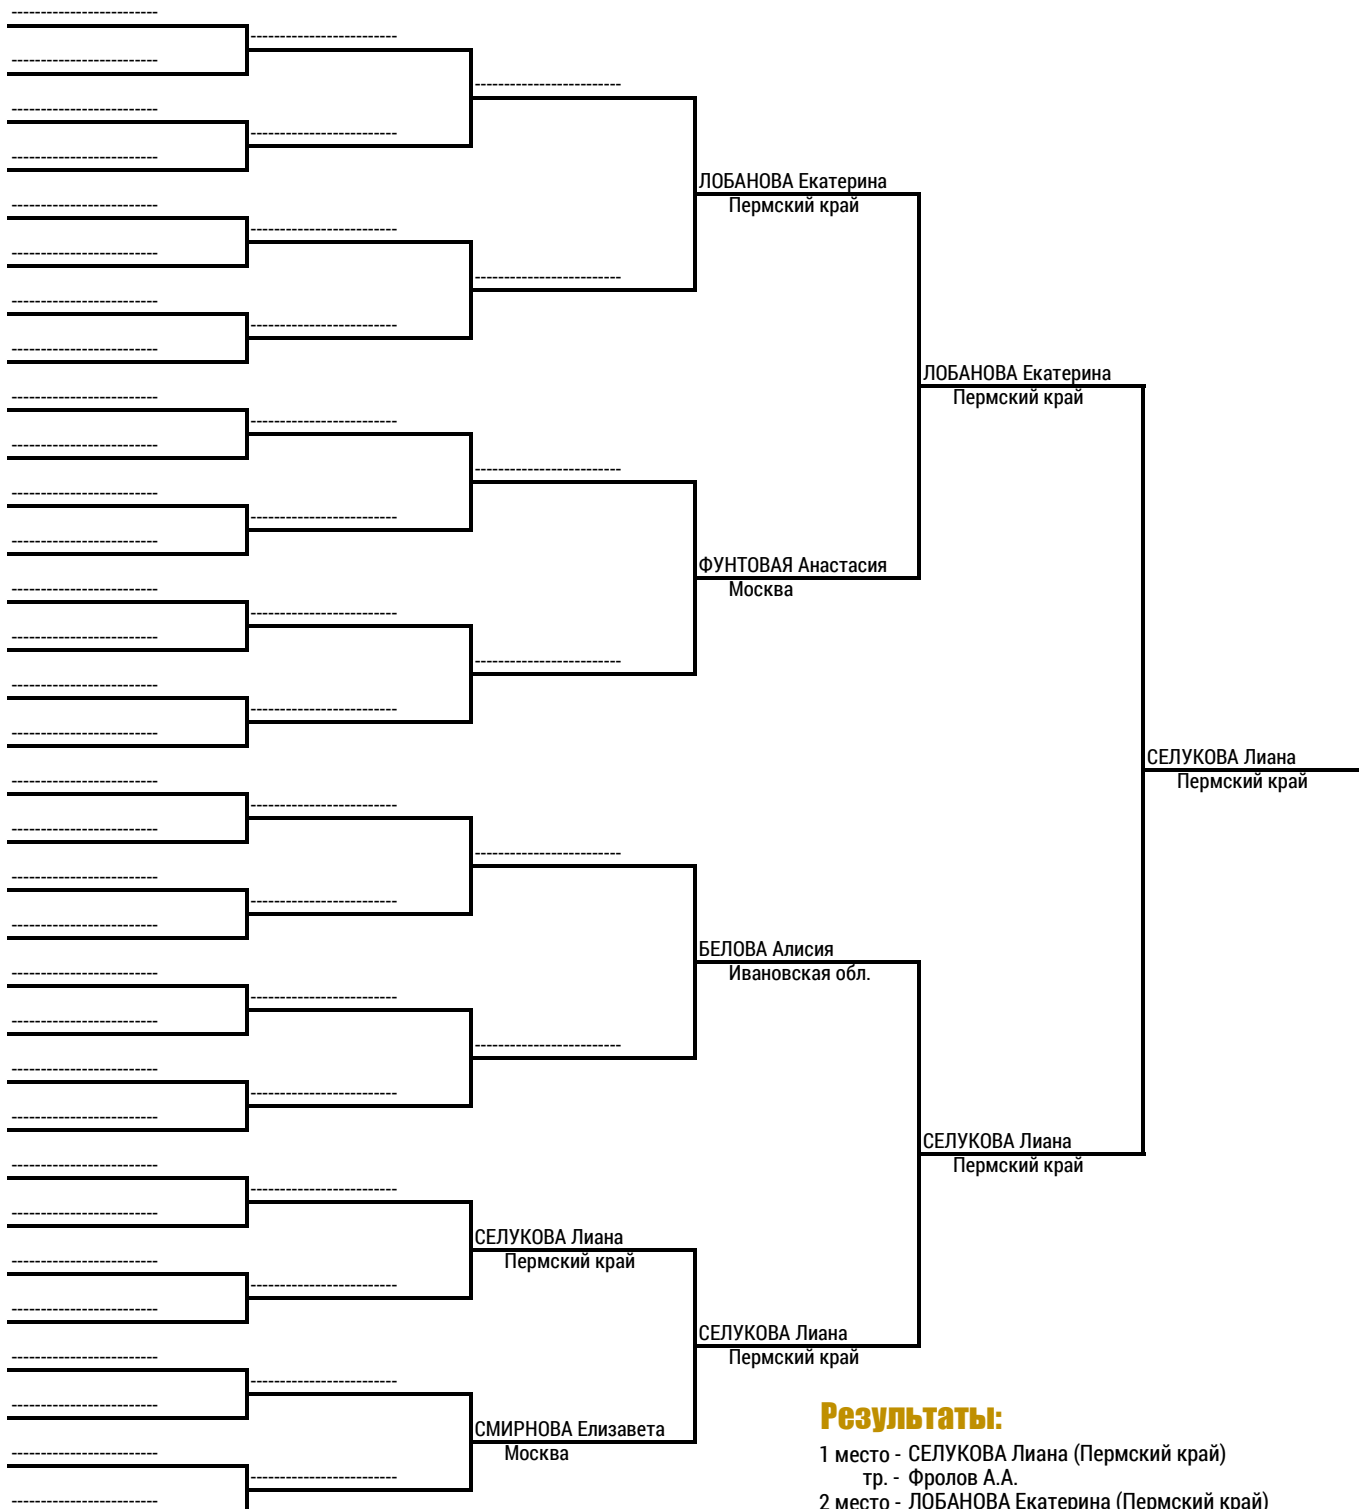 ЛОБАНОВА Екатерина
Пермский край
ЛОБАНОВА Екатерина
Пермский край
ФУНТОВАЯ Анастасия
Москва
СЕЛУКОВА Лиана
Пермский край
БЕЛОВА Алисия
Ивановская обл.
СЕЛУКОВА Лиана
Пермский край
СЕЛУКОВА Лиана
Пермский край
СЕЛУКОВА Лиана
Пермский край
СМИРНОВА Елизавета
Москва
Результаты:
1 место - СЕЛУКОВА Лиана (Пермский край)
тр. - Фролов А.А.
2 место - ЛОБАНОВА Екатерина (Пермский край)